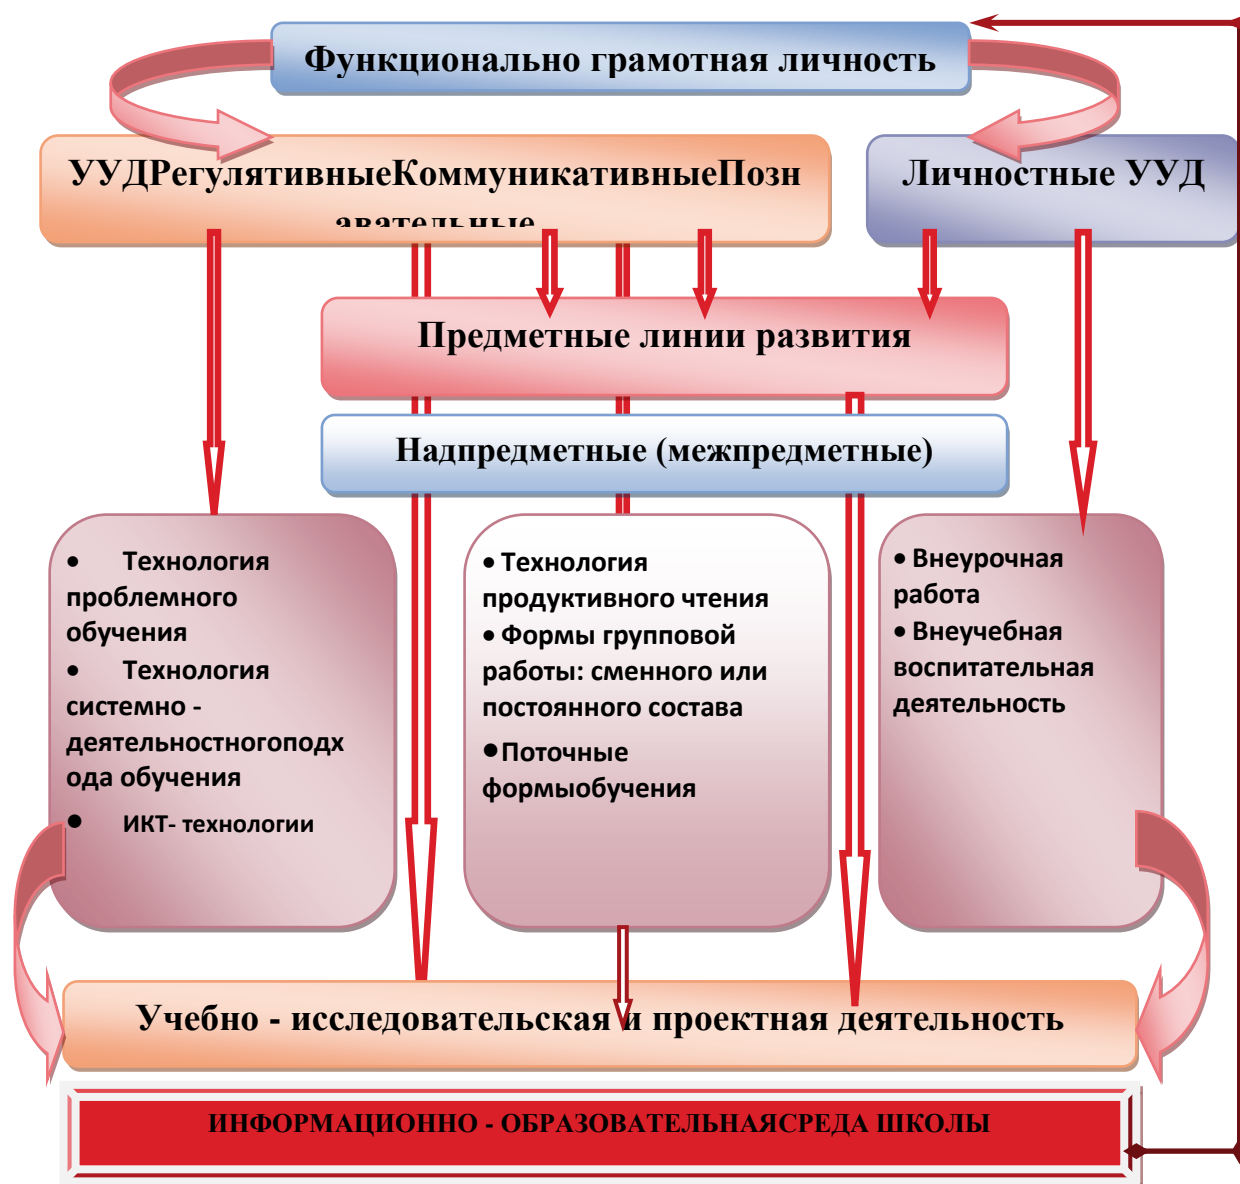 Функционально грамотная личность
УУДРегулятивныеКоммуникативныеПозн
авательные
Личностные УУД
Предметные линии развития
Надпредметные (межпредметные)
• Технология
проблемного
обучения
• Технология
системно -
деятельностногоподх
ода обучения
• ИКТ- технологии
• Технология
продуктивного чтения
• Формы групповой
работы: сменного или
постоянного состава
• Поточные
формыобучения
• Внеурочная
работа
• Внеучебная
воспитательная
деятельность
Учебно - исследовательская и проектная деятельность
ИНФОРМАЦИОННО - ОБРАЗОВАТЕЛЬНАЯСРЕДА ШКОЛЫ